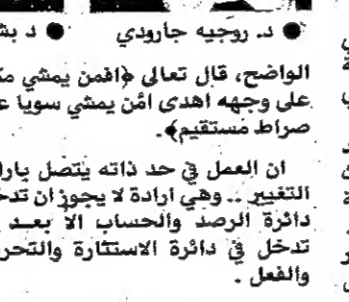 ● د. روجيه جارودي ● د بش
الواضح، قال تعالى ﴿افمن يمشي مك
على وجهه اهدى امّن يمشي سويا ع
صراط مستقيم﴾.
ان العمل في حد ذاته يتصل بارا
التغيير .. وهي ارادة لا يجوز ان تدخ
دائرة الرصد والحساب الا بعد
تدخل في دائرة الاستثارة والتحر
والفعل .